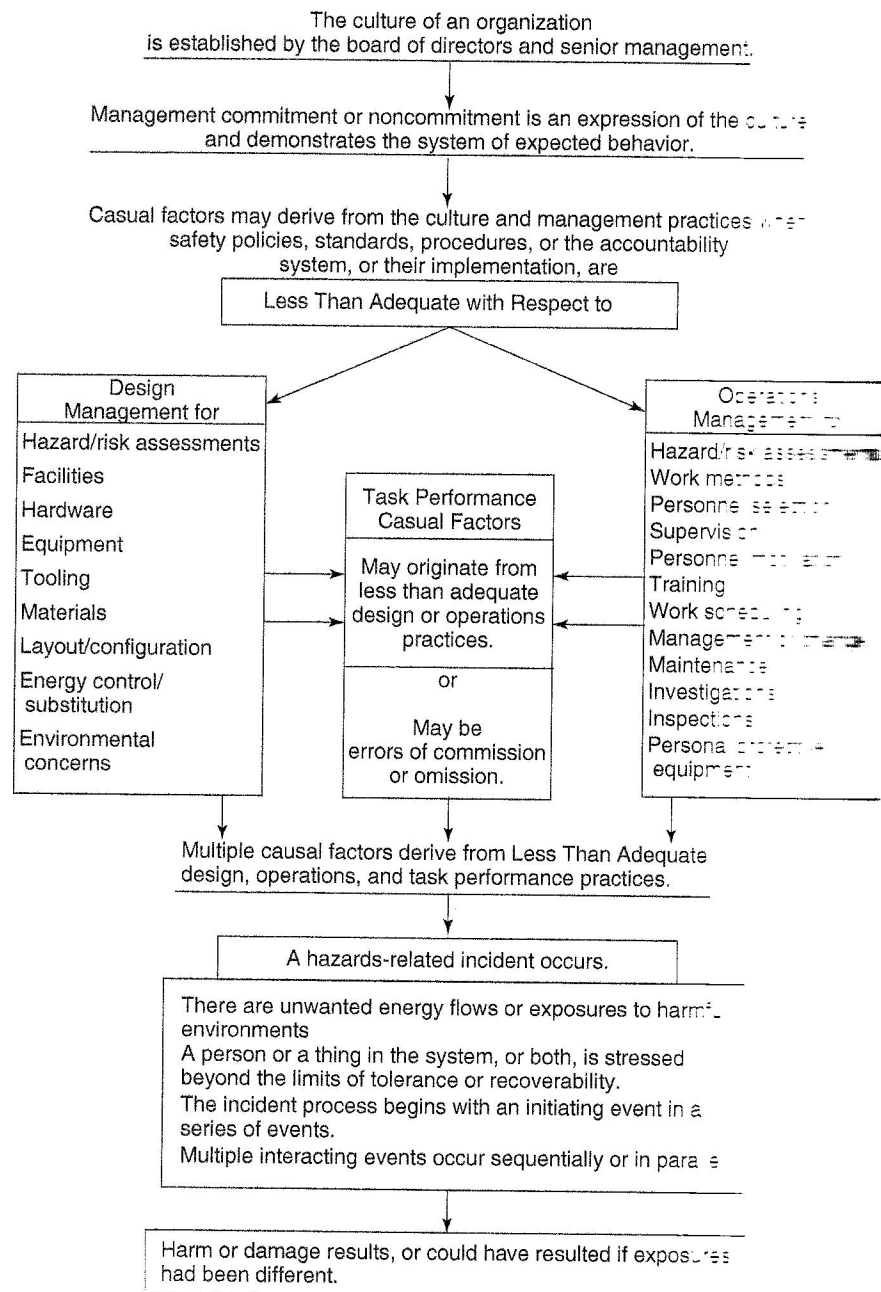 The culture of an organization
is established by the board of directors and senior management.
Management commitment or noncommitment is an expression of the
and demonstrates the system of expected behavior.
Casual factors may derive from the culture and management practices
safety policies, standards, procedures, or the accountability
system, or their implementation, are
Less Than Adequate with Respect to
Design
Management for
Hazard/risk assessments
Facilities
Hardware
Equipment
Tooling
Materials
Layout/configuration
Energy control/
substitution
Environmental
concerns
Task Performance
Casual Factors
May originate from
less than adequate
design or operations
practices.
or
May be
errors of commission
or omission.
Work
Training
Work
Maintenance
Investigations
Inspections
equipment
Multiple causal factors derive from Less Than Adequate
design, operations, and task performance practices.
A hazards-related incident occurs.
There are unwanted energy flows or exposures to
environments
A person or a thing in the system, or both, is stressed
beyond the limits of tolerance or recoverability.
The incident process begins with an initiating event in a
series of events.
Multiple interacting events occur sequentially or in
Harm or damage results, or could have resulted if exposures
had been different.